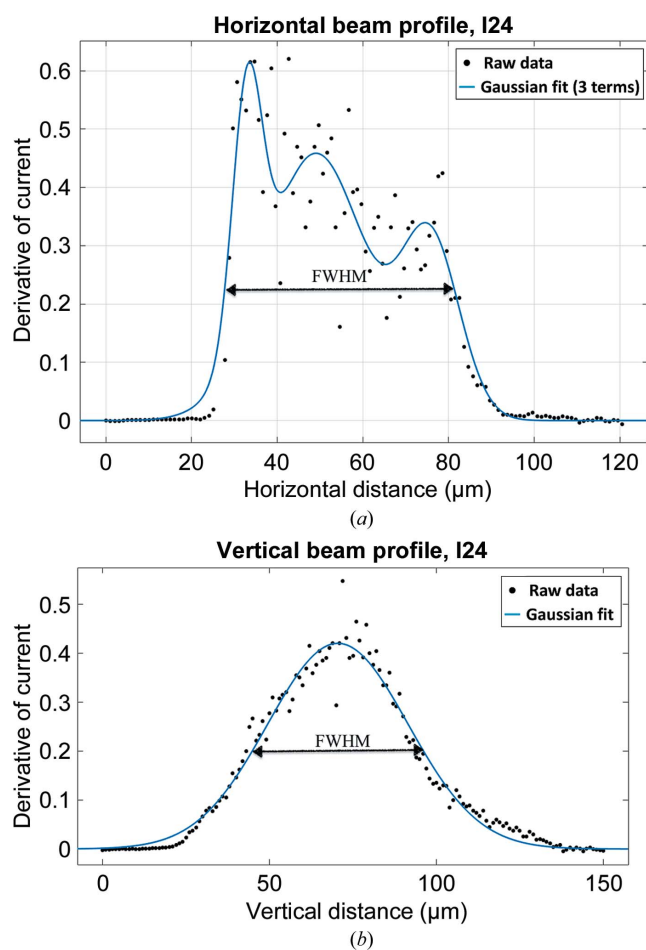 Horizontal beam profile, I24
Raw data
Gaussian fit (3 terms)
0.6
0.5
0.4
0.3
0.2
0.1
0
Derivative of current
FWHM
0 20 40 60 80 100 120
Horizontal distance (µm)
(a)
Vertical beam profile, I24
Raw data
Gaussian fit
0.5
0.4
0.3
0.2
0.1
0
Derivative of current
FWHM
0 50 100 150
Vertical distance (µm)
(b)